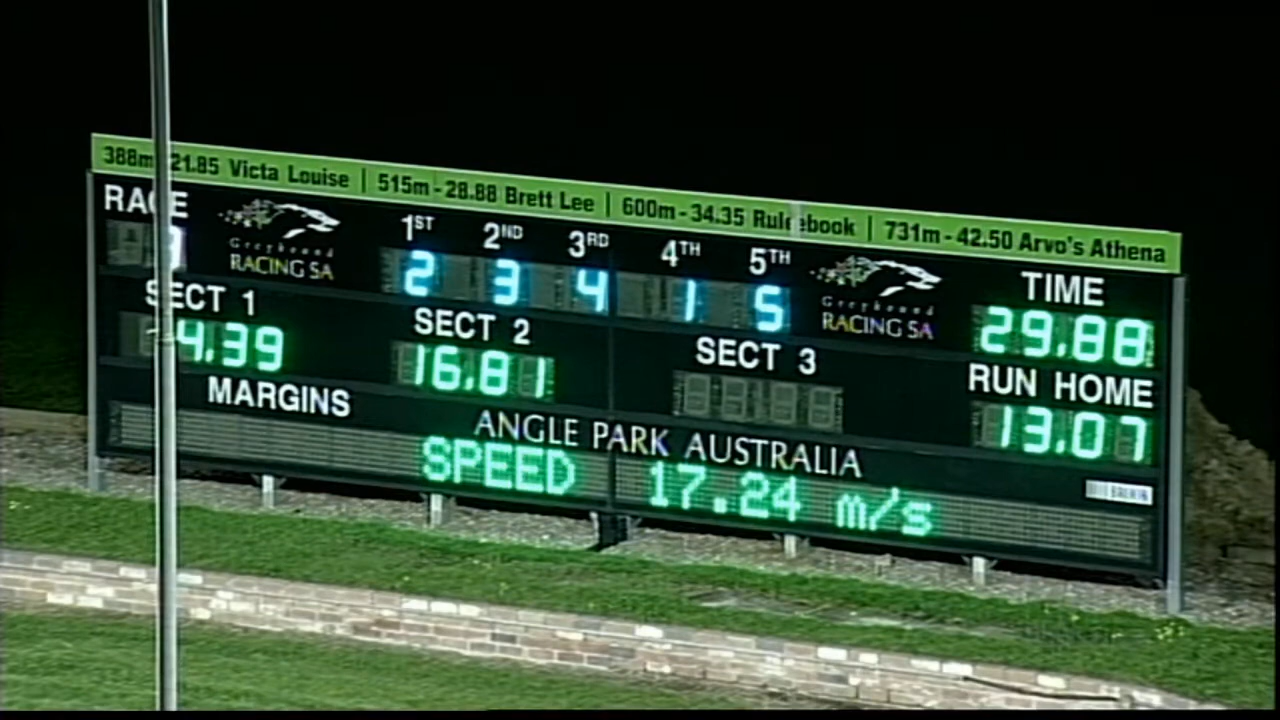 388m 21.85 Victa Louise | 515m - 28.88 Brett Lee | 600m - 34.35 Rulebook | 731m - 42.50 Arvo's Athena
RACE
Greyhound
RACING SA
1ST 2ND 3RD 4TH 5TH
2 3 4 1 5
Greyhound
RACING SA
TIME
29.88
SECT 1
4.39
SECT 2
16.81
SECT 3
RUN HOME
13.07
MARGINS
ANGLE PARK AUSTRALIA
SPEED 17.24 m/s